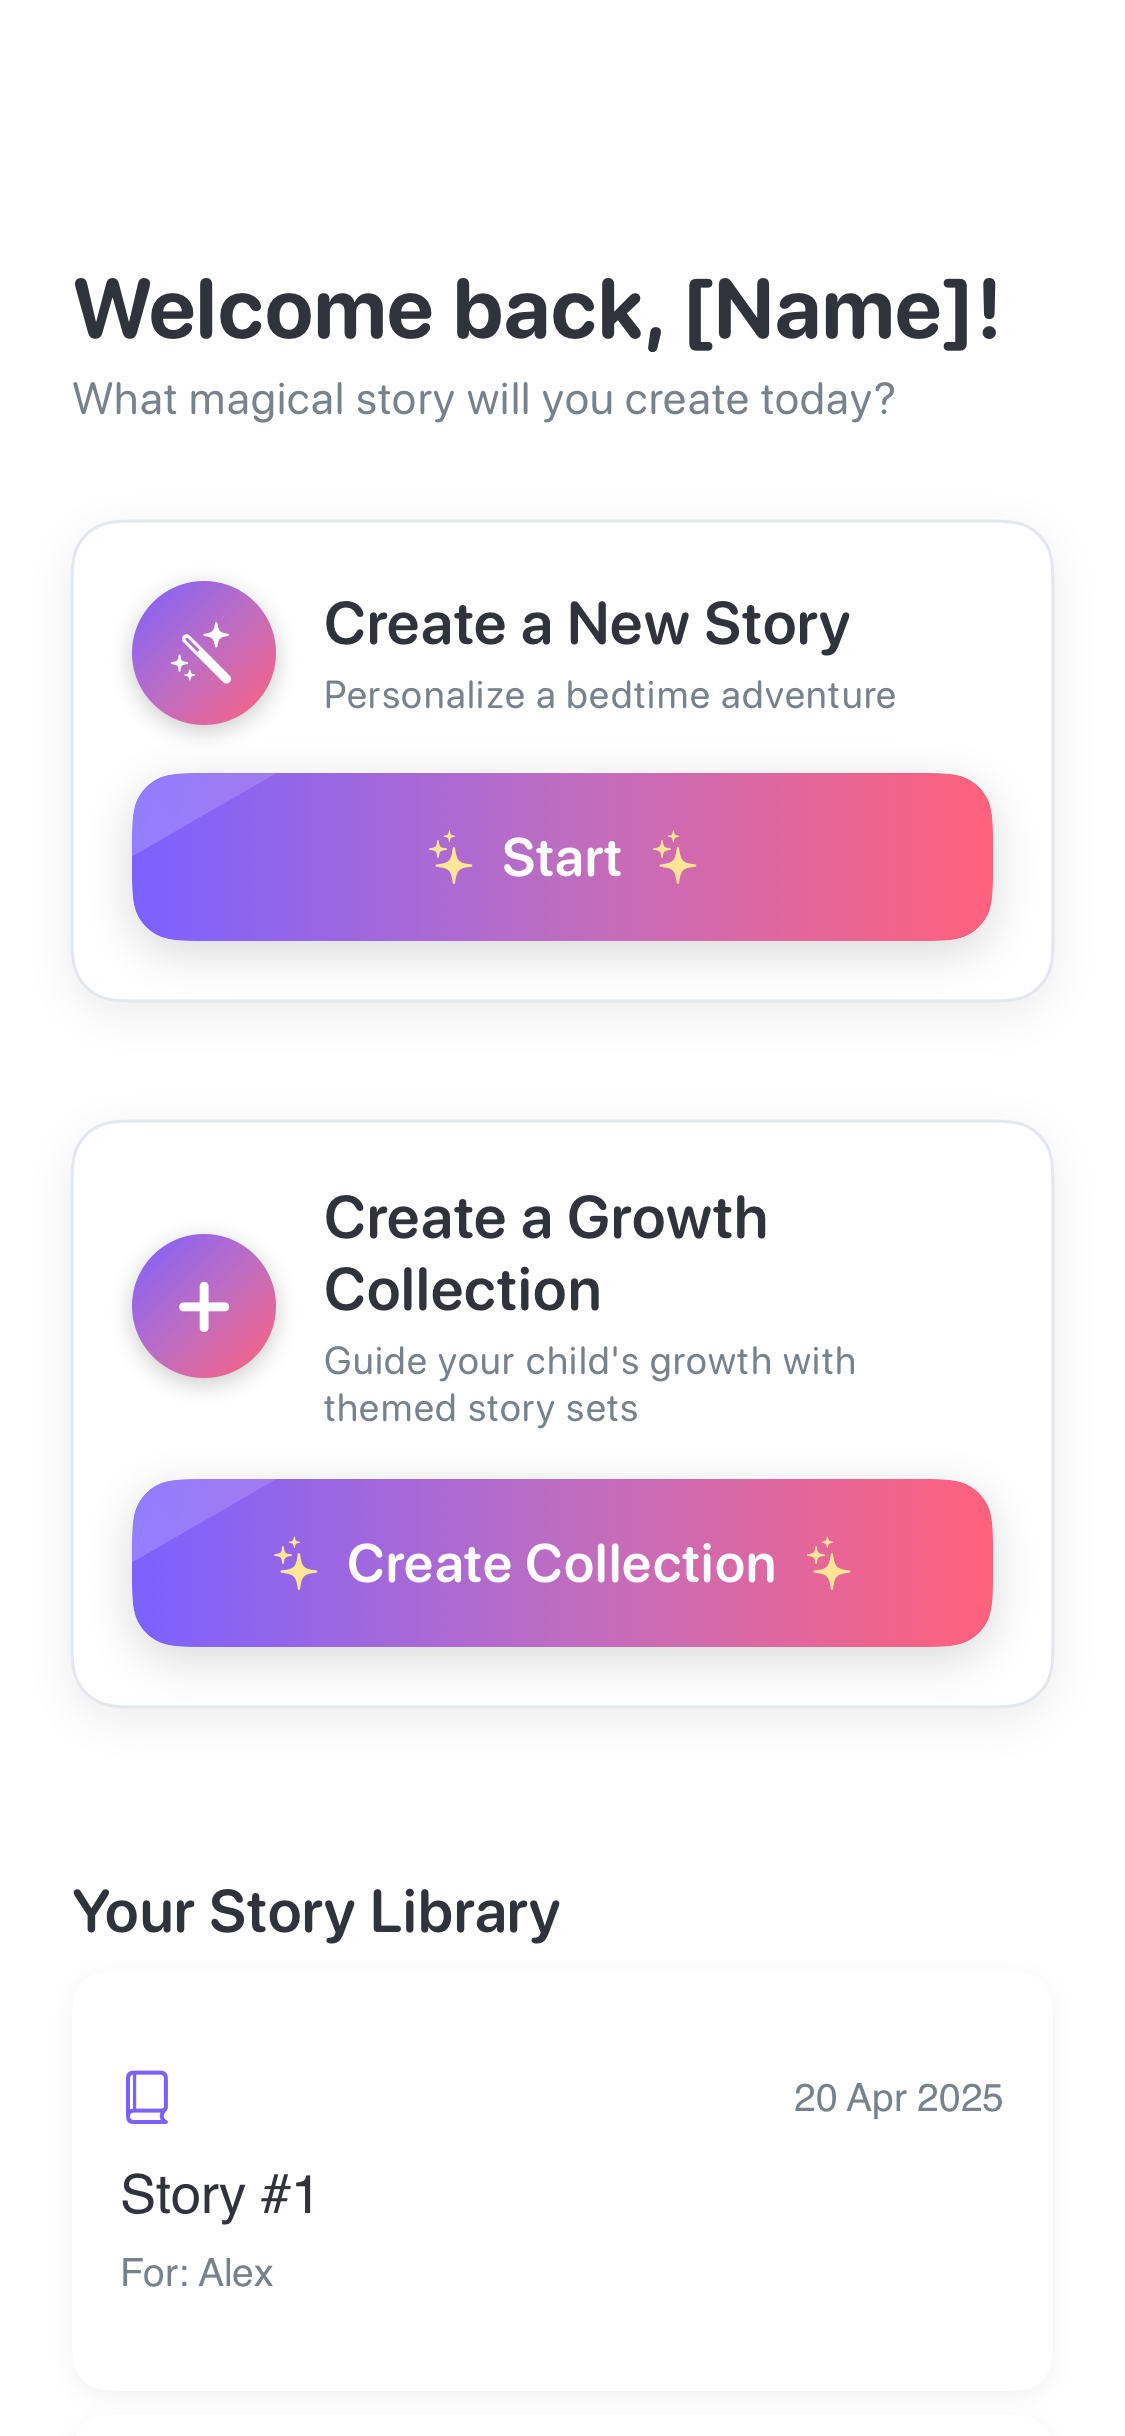 Welcome back, [Name]!
What magical story will you create today?
Create a New Story
Personalize a bedtime adventure
Start
Create a Growth
Collection
Guide your child's growth with
themed story sets
Create Collection
Your Story Library
20 Apr 2025
Story #1
For: Alex